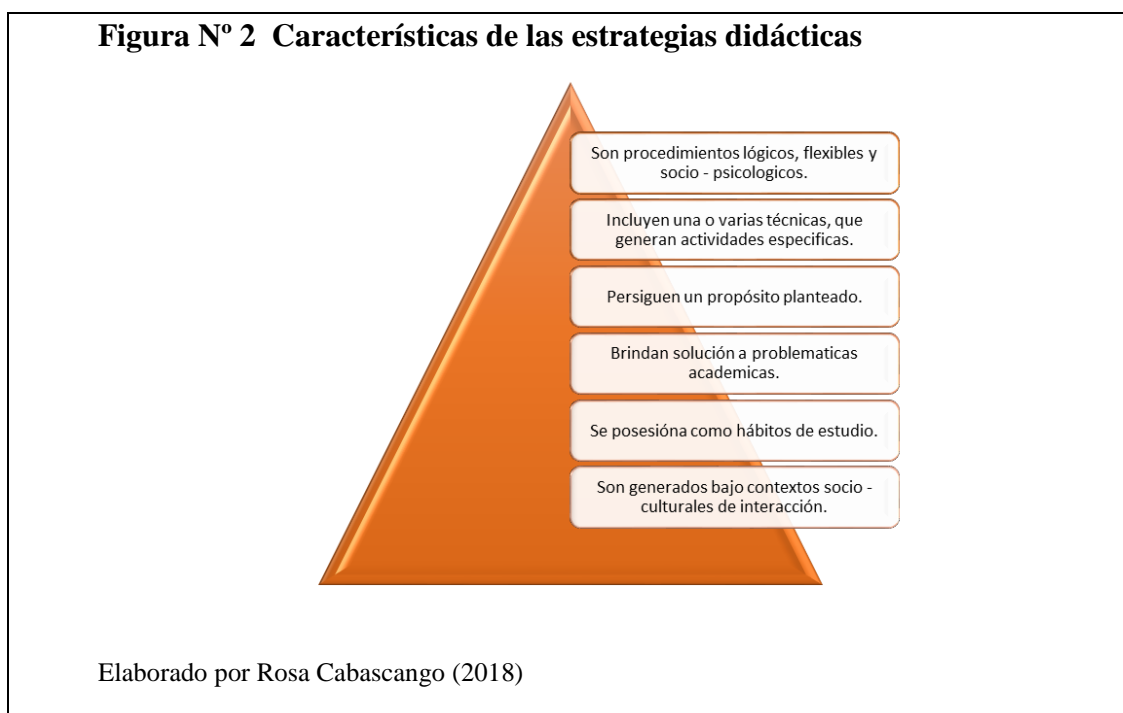 Figura Nº 2  Características de las estrategias didácticas
Son procedimientos lógicos, flexibles y
socio - psicologicos.
Incluyen una o varias técnicas, que
generan actividades especificas.
Persiguen un propósito planteado.
Brindan solución a problematicas
academicas.
Se posesióna como hábitos de estudio.
Son generados bajo contextos socio -
culturales de interacción.
Elaborado por Rosa Cabascango (2018)